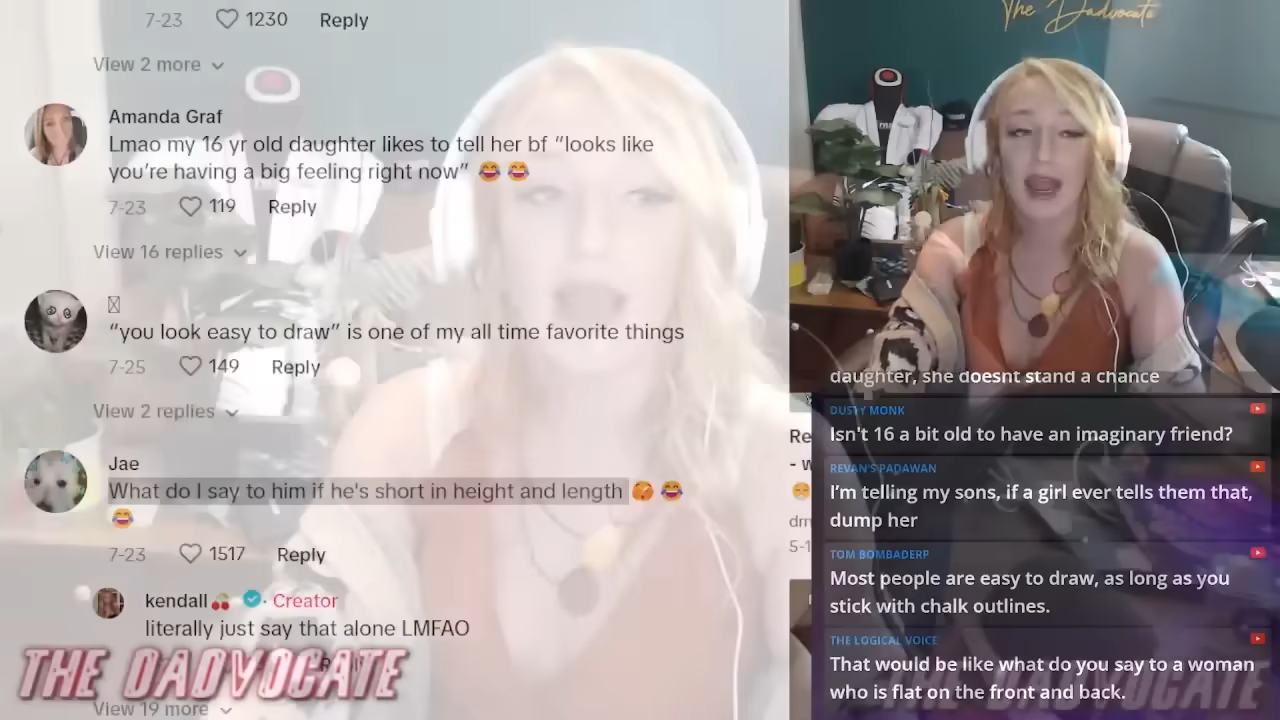 7-23 1230 Reply
View 2 more
Amanda Graf
Lmao my 16 yr old daughter likes to tell her bf “looks like
you're having a big feeling right now” 😂 😂
7-23 119 Reply
View 16 replies
“you look easy to draw” is one of my all time favorite things
7-25 149 Reply
View 2 replies
Jae
What do I say to him if he's short in height and length 🫣 😂
😂
7-23 1517 Reply
kendall🍒 · Creator
literally just say that alone LMFAO
THE DADVOCATE
View 19 more
The Dadvocate
daughter, she doesnt stand a chance
Re
- w
5-1
DUSTY MONK
Isn't 16 a bit old to have an imaginary friend?
REVAN'S PADAWAN
I'm telling my sons, if a girl ever tells them that,
dump her
TOM BOMBADERP
Most people are easy to draw, as long as you
stick with chalk outlines.
THE LOGICAL VOICE
That would be like what do you say to a woman
who is flat on the front and back.